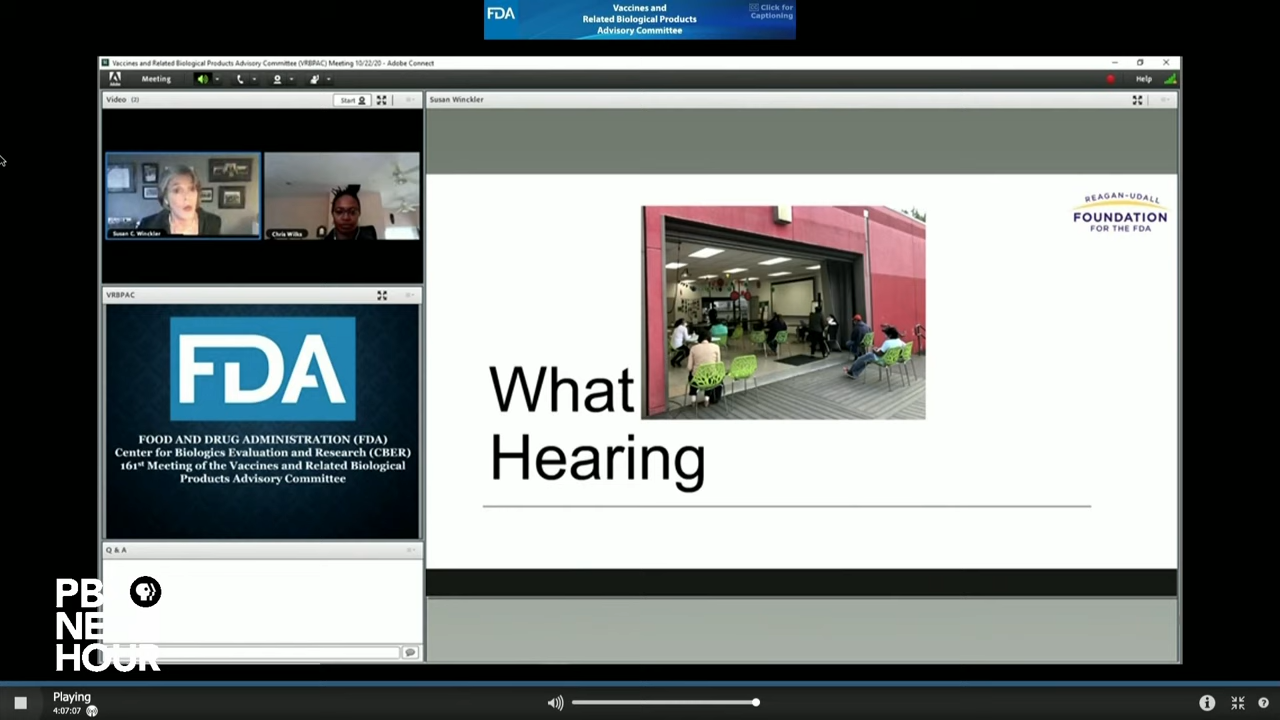 FDA
Vaccines and
Related Biological Products
Advisory Committee
CC Click for
Captioning
Vaccines and Related Biological Products Advisory Committee (VRBPAC) Meeting 10/22/20 - Adobe Connect
Adobe
Meeting
Help
Video (2)
Start
Susan Winckler
Susan C. Winckler
Chris Wilks
REAGAN-UDALL
FOUNDATION
FOR THE FDA
What
Hearing
VRBPAC
FDA
FOOD AND DRUG ADMINISTRATION (FDA)
Center for Biologics Evaluation and Research (CBER)
161st Meeting of the Vaccines and Related Biological
Products Advisory Committee
Q & A
PB
NE
HOUR
Playing
4:07:07